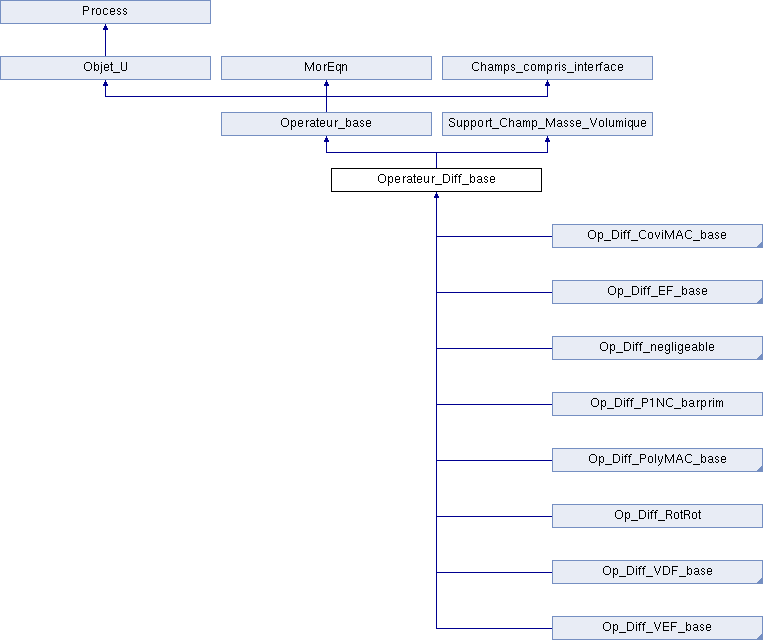 Process
Objet_U
MorEqn
Champs_compris_interface
Operateur_base
Support_Champ_Masse_Volumique
Operateur_Diff_base
Op_Diff_CoviMAC_base
Op_Diff_EF_base
Op_Diff_negligeable
Op_Diff_P1NC_barprim
Op_Diff_PolyMAC_base
Op_Diff_RotRot
Op_Diff_VDF_base
Op_Diff_VEF_base